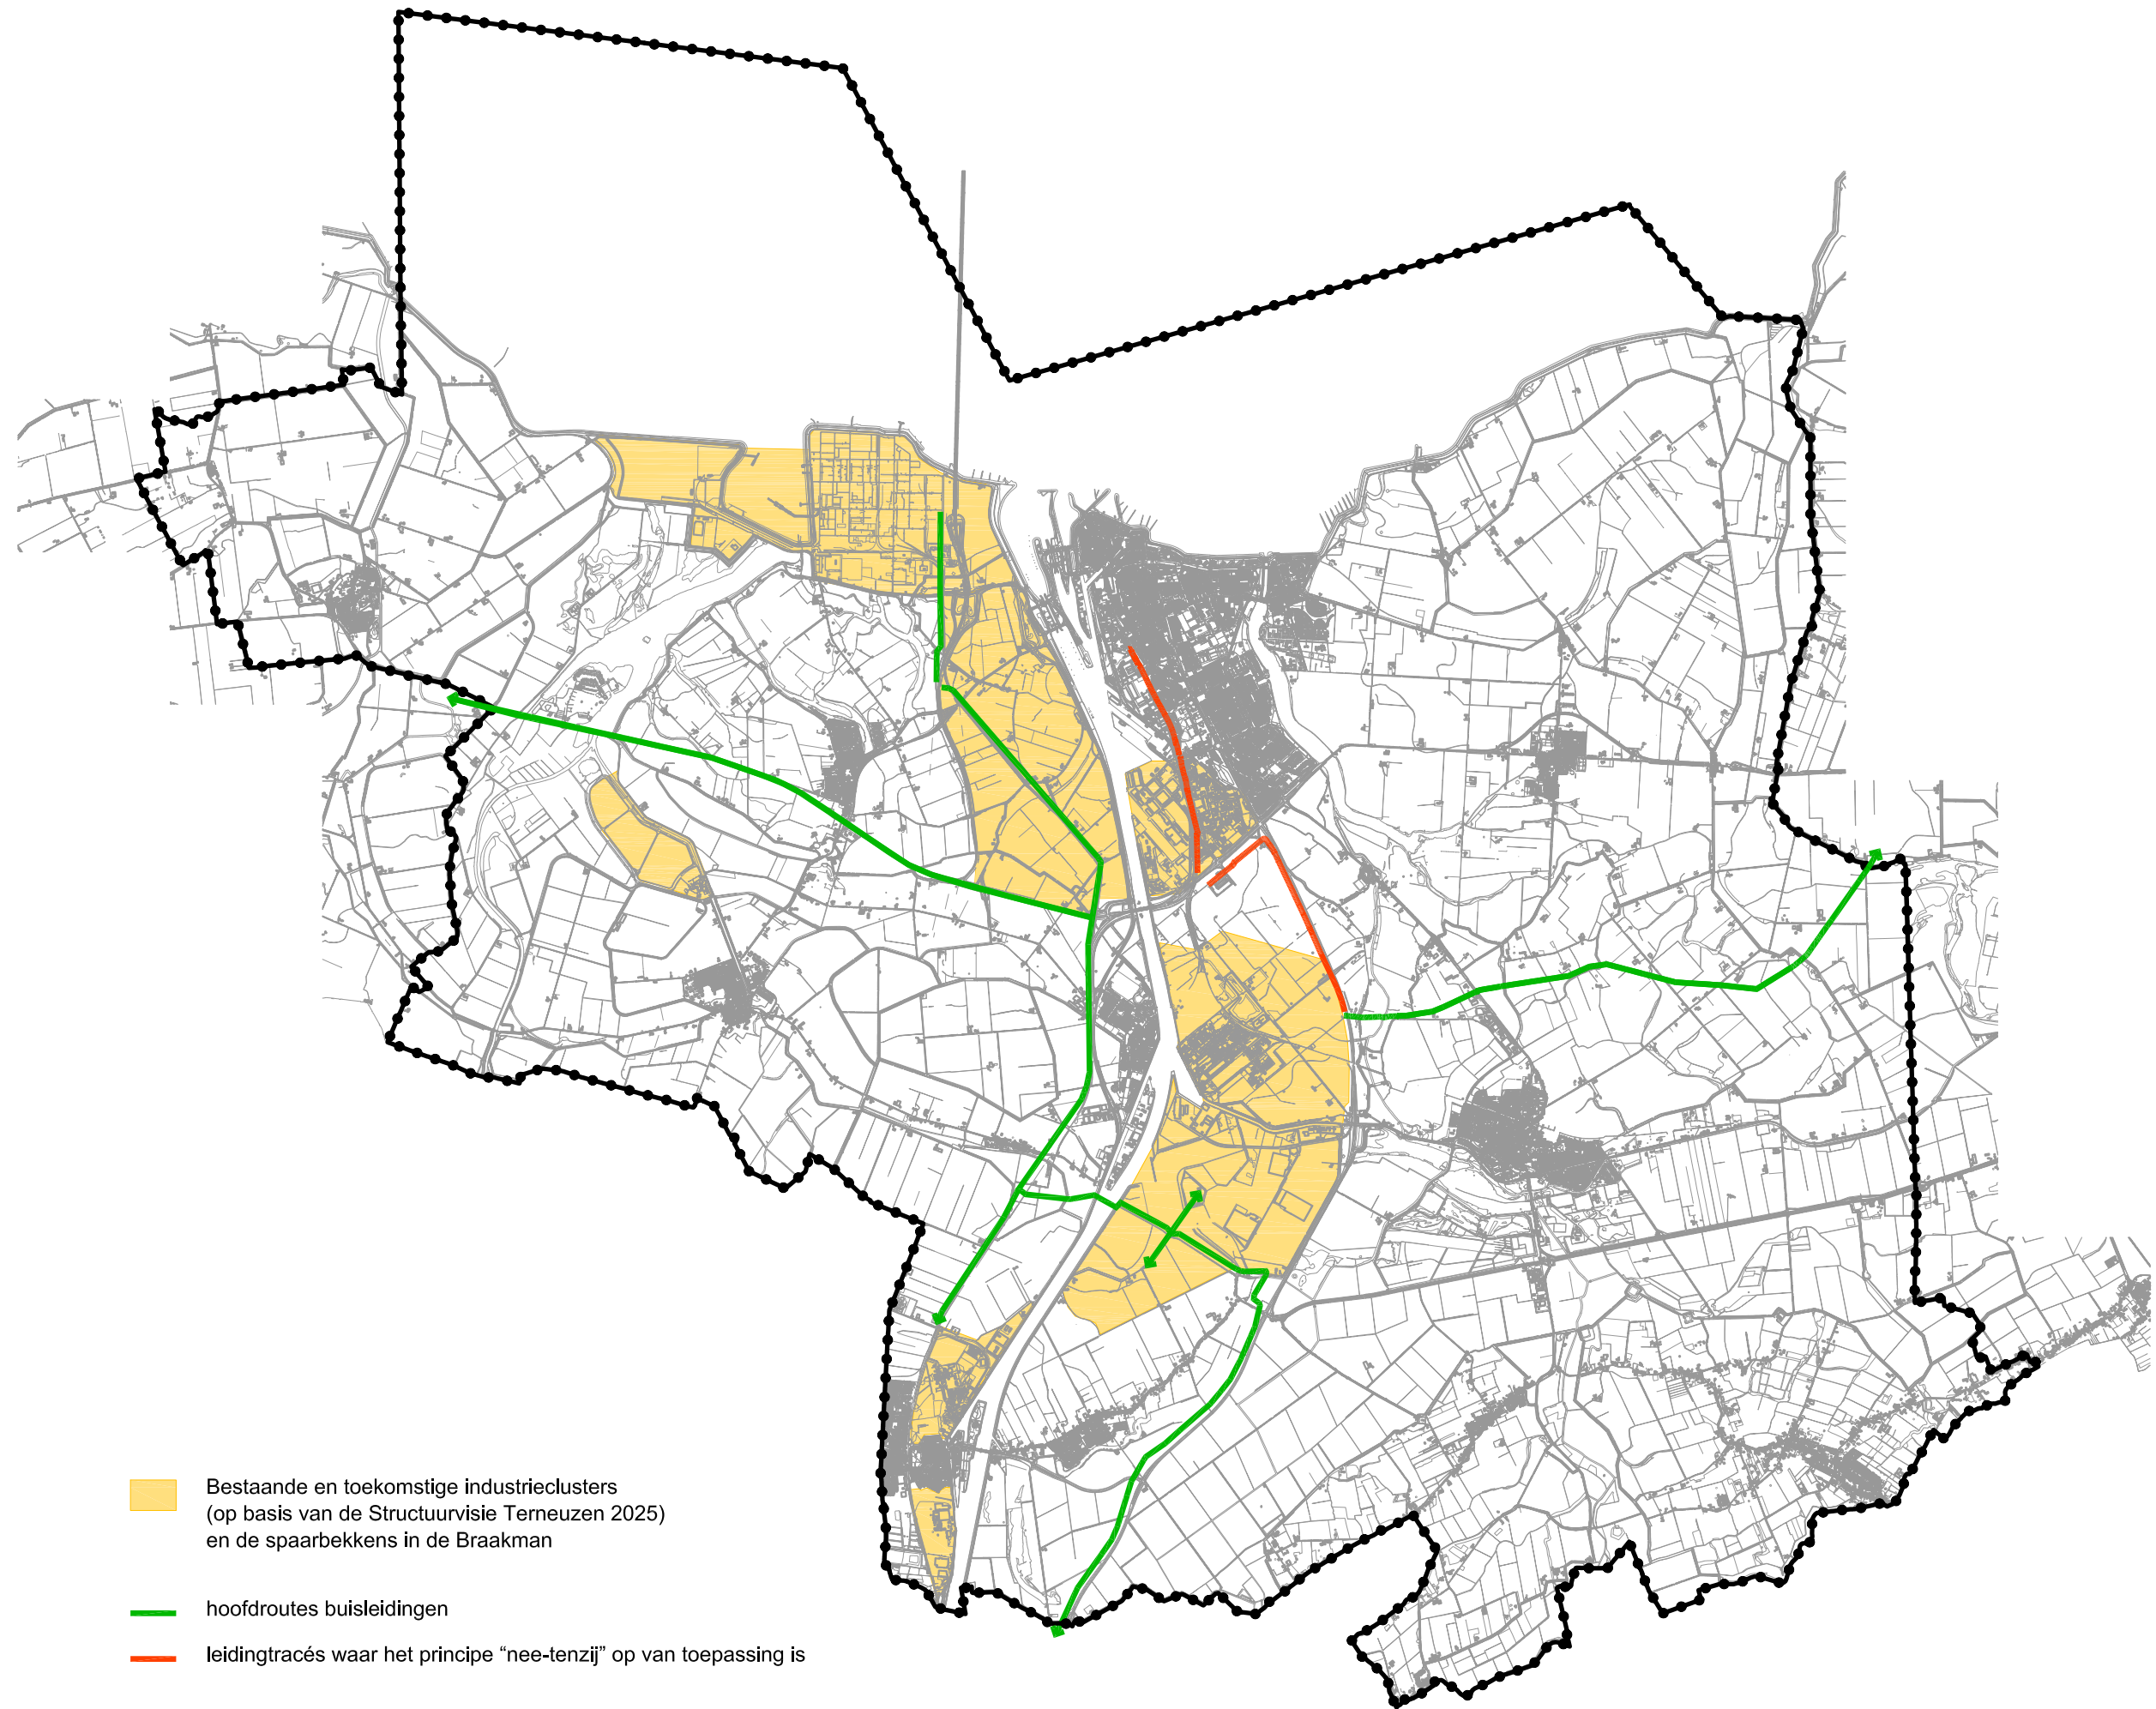 Bestaande en toekomstige industrieclusters
(op basis van de Structuurvisie Terneuzen 2025)
en de spaarbekkens in de Braakman
hoofdroutes buisleidingen
leidingtracés waar het principe “nee-tenzij” op van toepassing is